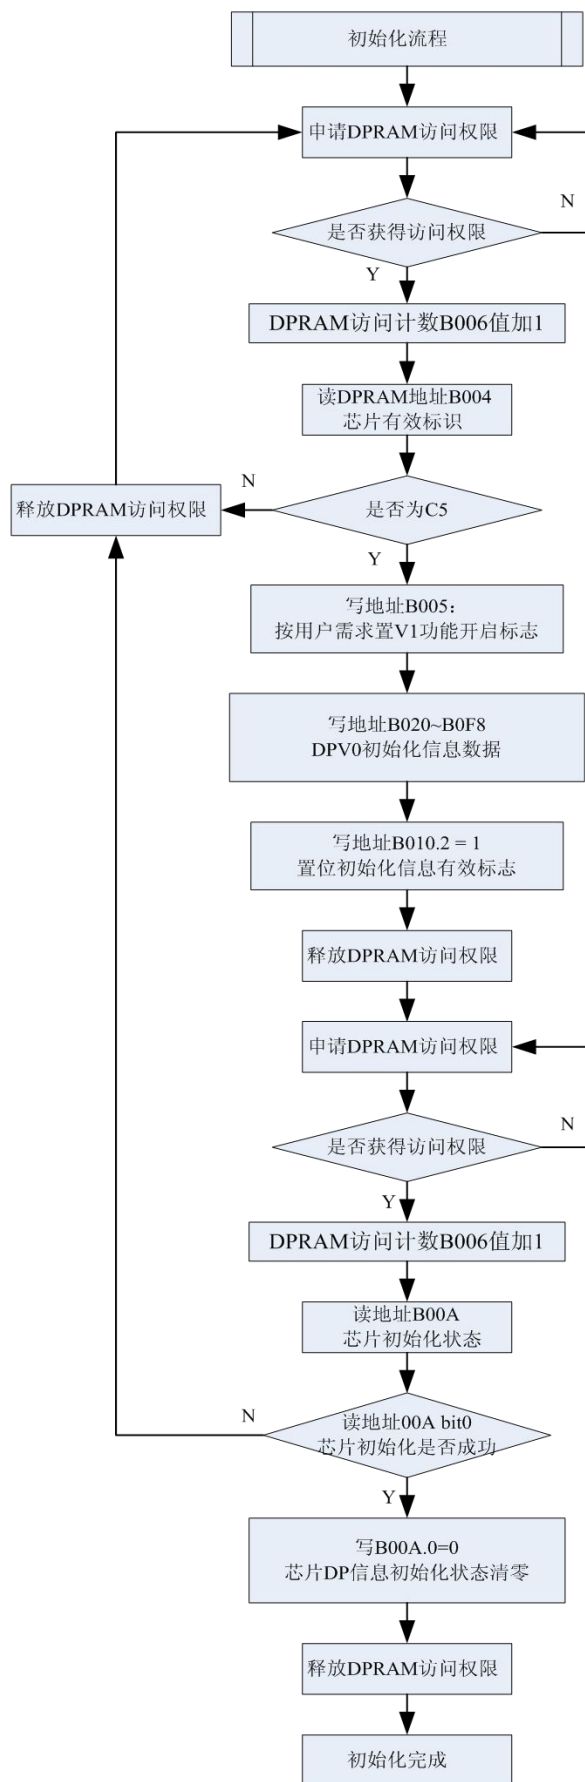 初始化流程
申请DPRAM访问权限
N
是否获得访问权限
Y
DPRAM访问计数B006值加1
读DPRAM地址B004
芯片有效标识
N
释放DPRAM访问权限
是否为C5
Y
写地址B005：
按用户需求置V1功能开启标志
写地址B020~B0F8
DPV0初始化信息数据
写地址B010.2 = 1
置位初始化信息有效标志
释放DPRAM访问权限
申请DPRAM访问权限
N
是否获得访问权限
Y
DPRAM访问计数B006值加1
读地址B00A
芯片初始化状态
N
读地址00A bit0
芯片初始化是否成功
Y
写B00A.0=0
芯片DP信息初始化状态清零
释放DPRAM访问权限
初始化完成